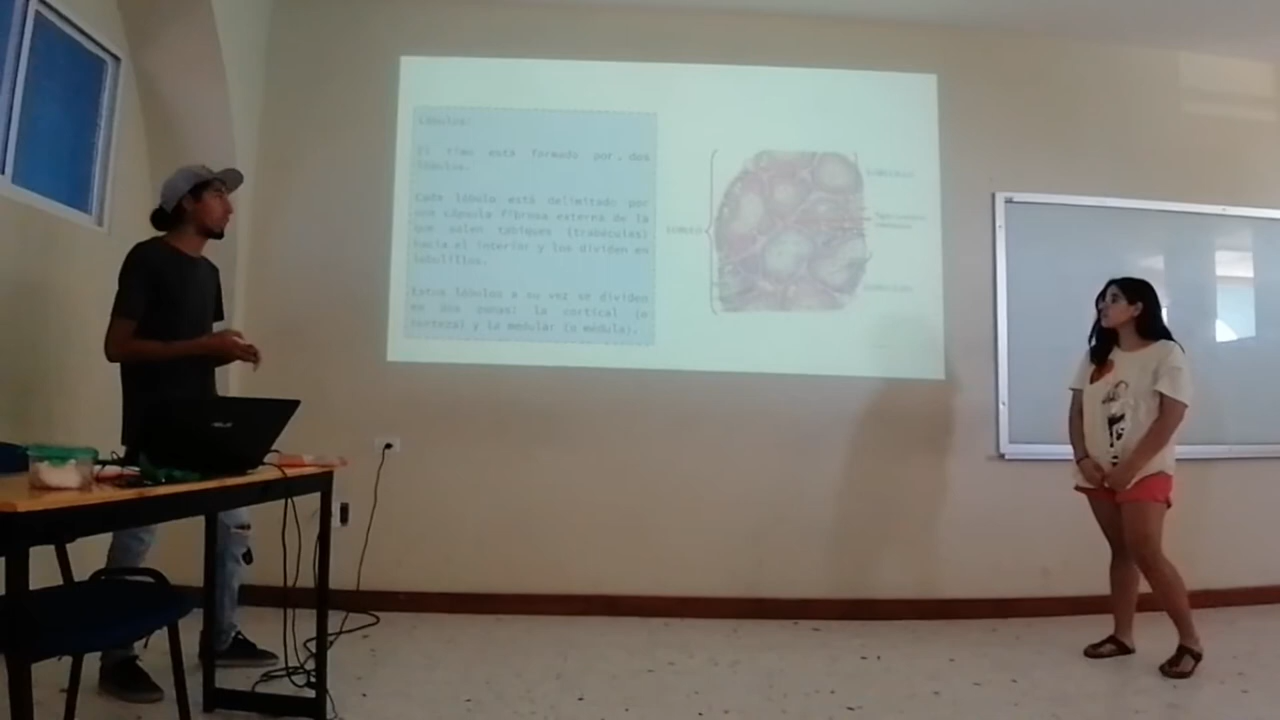 Lóbulos:
El timo está formado por dos
lóbulos.
Cada lóbulo está delimitado por
una cápsula fibrosa externa de la
que salen tabiques (trabéculas)
hacia el interior y los dividen en
lobulillos.
Estos lóbulos a su vez se dividen
en dos zonas: la cortical (o
corteza) y la medular (o médula).
LÓBULO
ASUS